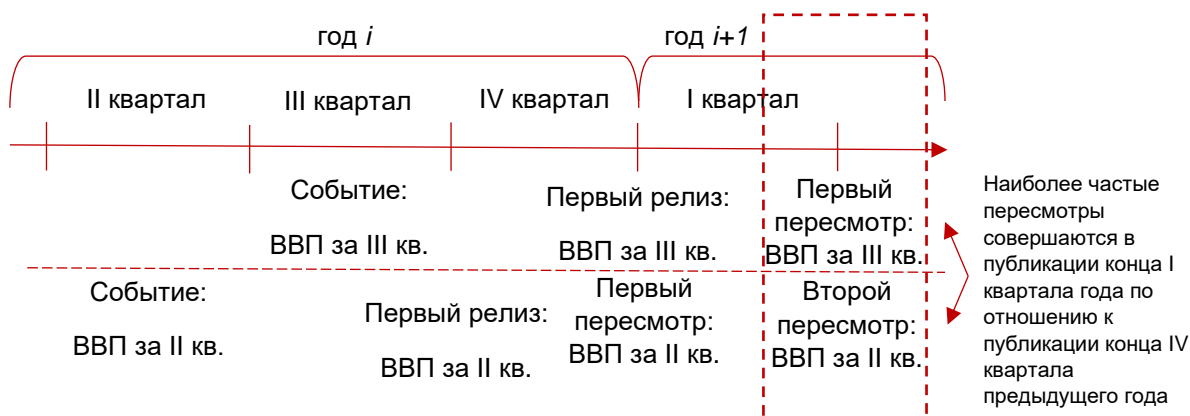 год i
год i+1
II квартал
III квартал
IV квартал
I квартал
Событие:
ВВП за III кв.
Первый релиз:
ВВП за III кв.
Первый
пересмотр:
ВВП за III кв.
Событие:
ВВП за II кв.
Первый релиз:
ВВП за II кв.
Первый
пересмотр:
ВВП за II кв.
Второй
пересмотр:
ВВП за II кв.
Наиболее частые
пересмотры
совершаются в
публикации конца I
квартала года по
отношению к
публикации конца IV
квартала
предыдущего года